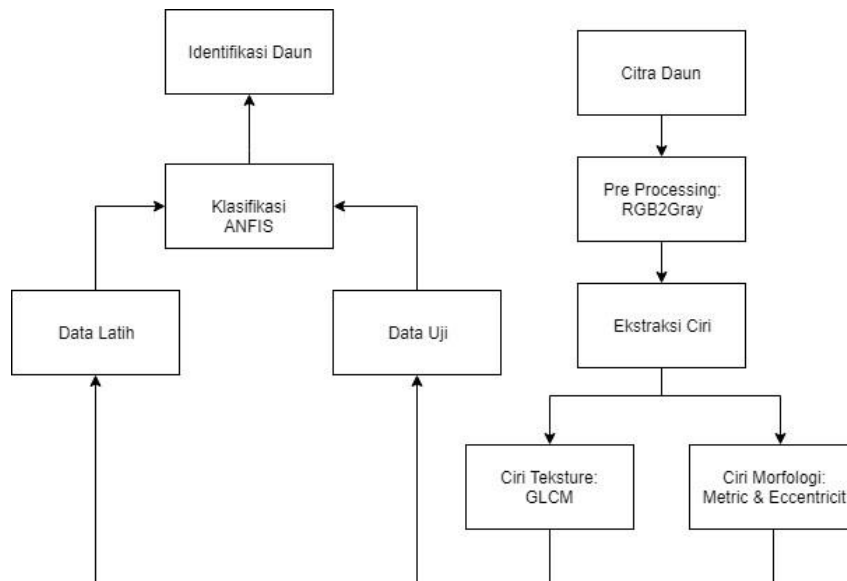 Identifikasi Daun
Klasifikasi
ANFIS
Data Latih
Data Uji
Citra Daun
Pre Processing:
RGB2Gray
Ekstraksi Ciri
Ciri Teksture:
GLCM
Ciri Morfologi:
Metric & Eccentricit